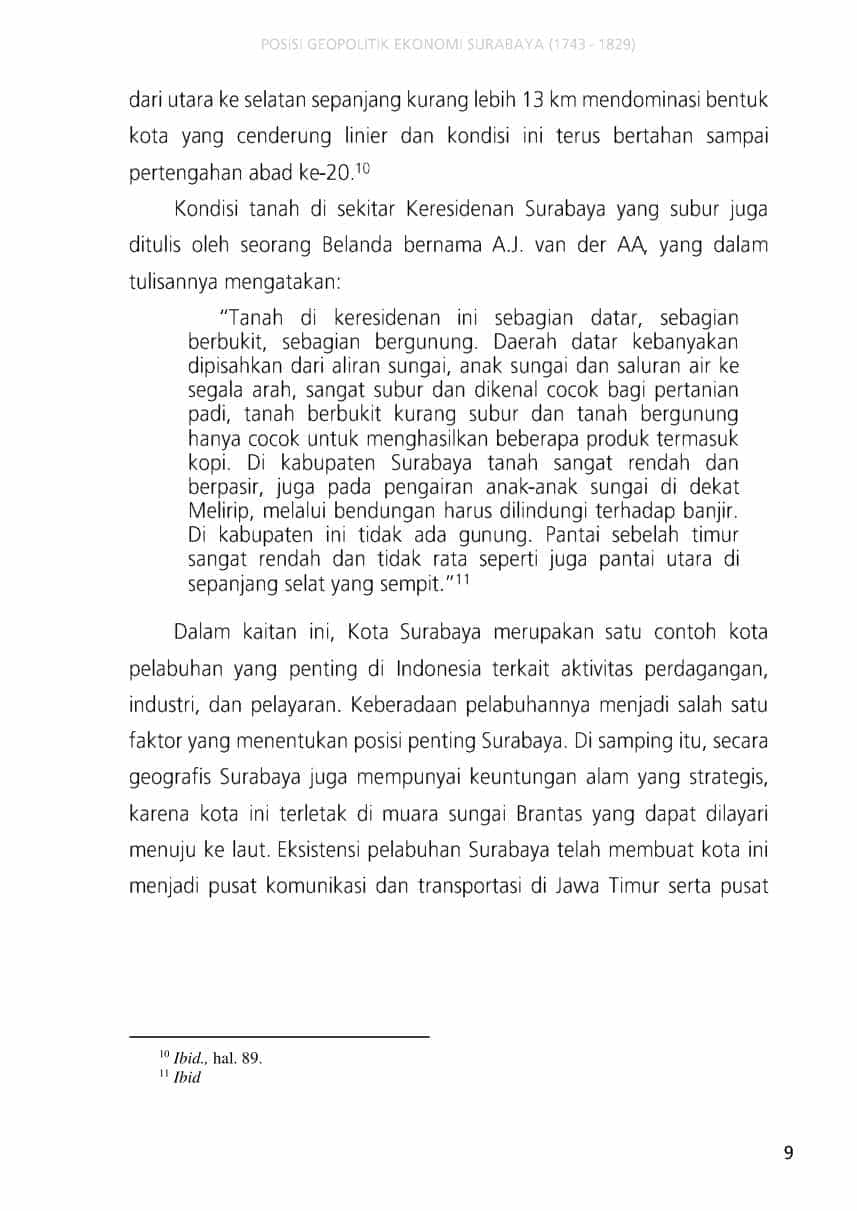 POSISI GEOPOLITIK EKONOMI SURABAYA (1743 - 1829)
dari utara ke selatan sepanjang kurang lebih 13 km mendominasi bentuk
kota yang cenderung linier dan kondisi ini terus bertahan sampai
pertengahan abad ke-20.¹⁰
Kondisi tanah di sekitar Keresidenan Surabaya yang subur juga
ditulis oleh seorang Belanda bernama A.J. van der AA, yang dalam
tulisannya mengatakan:
“Tanah di keresidenan ini sebagian datar, sebagian
berbukit, sebagian bergunung. Daerah datar kebanyakan
dipisahkan dari aliran sungai, anak sungai dan saluran air ke
segala arah, sangat subur dan dikenal cocok bagi pertanian
padi, tanah berbukit kurang subur dan tanah bergunung
hanya cocok untuk menghasilkan beberapa produk termasuk
kopi. Di kabupaten Surabaya tanah sangat rendah dan
berpasir, juga pada pengairan anak-anak sungai di dekat
Melirip, melalui bendungan harus dilindungi terhadap banjir.
Di kabupaten ini tidak ada gunung. Pantai sebelah timur
sangat rendah dan tidak rata seperti juga pantai utara di
sepanjang selat yang sempit.”¹¹
Dalam kaitan ini, Kota Surabaya merupakan satu contoh kota
pelabuhan yang penting di Indonesia terkait aktivitas perdagangan,
industri, dan pelayaran. Keberadaan pelabuhannya menjadi salah satu
faktor yang menentukan posisi penting Surabaya. Di samping itu, secara
geografis Surabaya juga mempunyai keuntungan alam yang strategis,
karena kota ini terletak di muara sungai Brantas yang dapat dilayari
menuju ke laut. Eksistensi pelabuhan Surabaya telah membuat kota ini
menjadi pusat komunikasi dan transportasi di Jawa Timur serta pusat
¹⁰ Ibid., hal. 89.
¹¹ Ibid
9